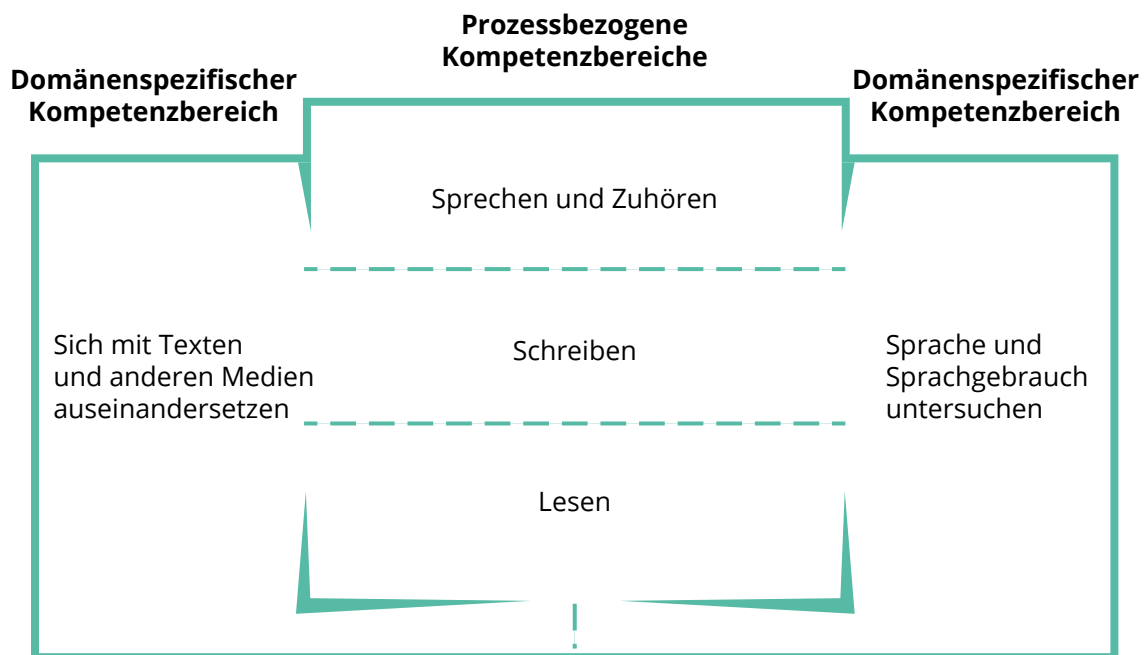 Prozessbezogene
Kompetenzbereiche
Domänenspezifischer
Kompetenzbereich
Domänenspezifischer
Kompetenzbereich
Sprechen und Zuhören
Sich mit Texten
und anderen Medien
auseinandersetzen
Schreiben
Sprache und
Sprachgebrauch
untersuchen
Lesen